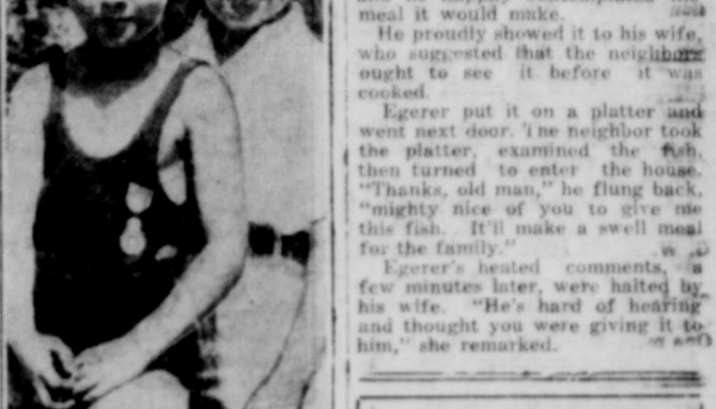 meal it would make.
He proudly showed it to his wife,
who suggested that the neighbors
ought to see it before it was
cooked.
Egerer put it on a platter and
went next door. The neighbor took
the platter, examined the fish,
then turned to enter the house.
"Thanks, old man," he flung back,
"mighty nice of you to give me
this fish. It'll make a swell meal
for the family."
Egerer's heated comments, a
few minutes later, were halted by
his wife. "He's hard of hearing
and thought you were giving it to
him," she remarked.